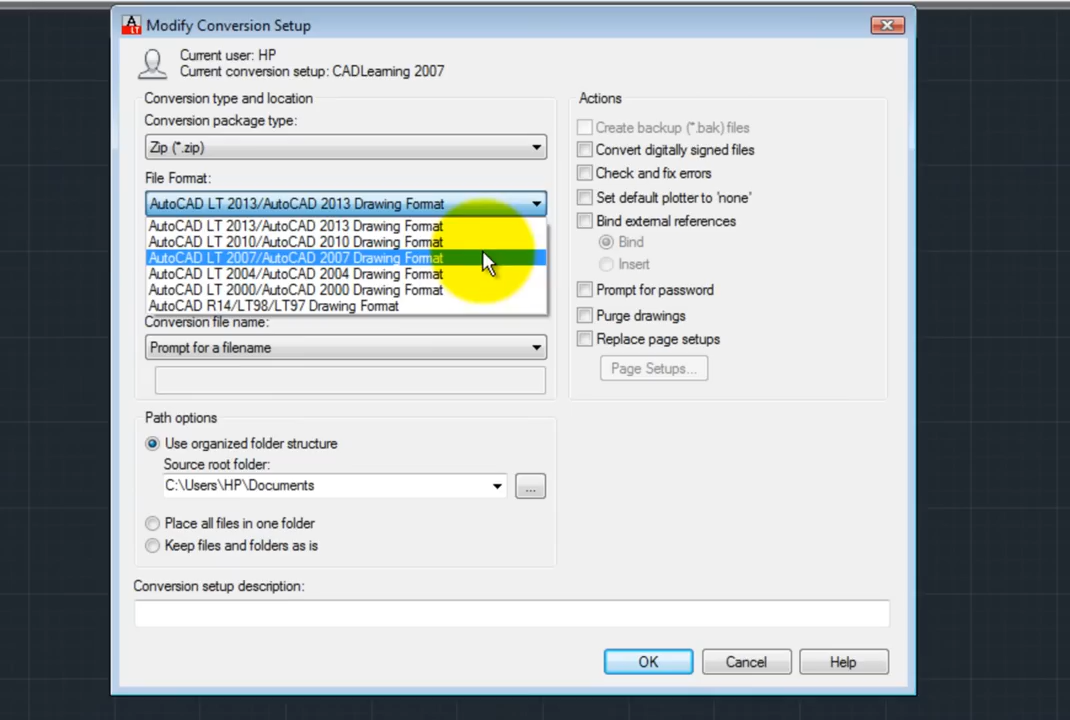 Modify Conversion Setup
Current user: HP
Current conversion setup: CADLearning 2007
Conversion type and location
Conversion package type:
Zip (*.zip)
File Format:
AutoCAD LT 2013/AutoCAD 2013 Drawing Format
AutoCAD LT 2013/AutoCAD 2013 Drawing Format
AutoCAD LT 2010/AutoCAD 2010 Drawing Format
AutoCAD LT 2007/AutoCAD 2007 Drawing Format
AutoCAD LT 2004/AutoCAD 2004 Drawing Format
AutoCAD LT 2000/AutoCAD 2000 Drawing Format
AutoCAD R14/LT98/LT97 Drawing Format
Conversion file name:
Prompt for a filename
Path options
Use organized folder structure
Source root folder:
C:\Users\HP\Documents
...
Place all files in one folder
Keep files and folders as is
Actions
Create backup (*.bak) files
Convert digitally signed files
Check and fix errors
Set default plotter to 'none'
Bind external references
Bind
Insert
Prompt for password
Purge drawings
Replace page setups
Page Setups...
Conversion setup description:
OK
Cancel
Help